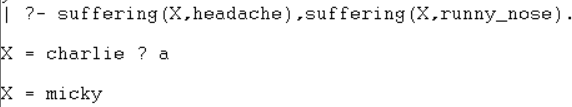 | ?- suffering(X,headache),suffering(X,runny_nose).
X = charlie ? a
X = micky